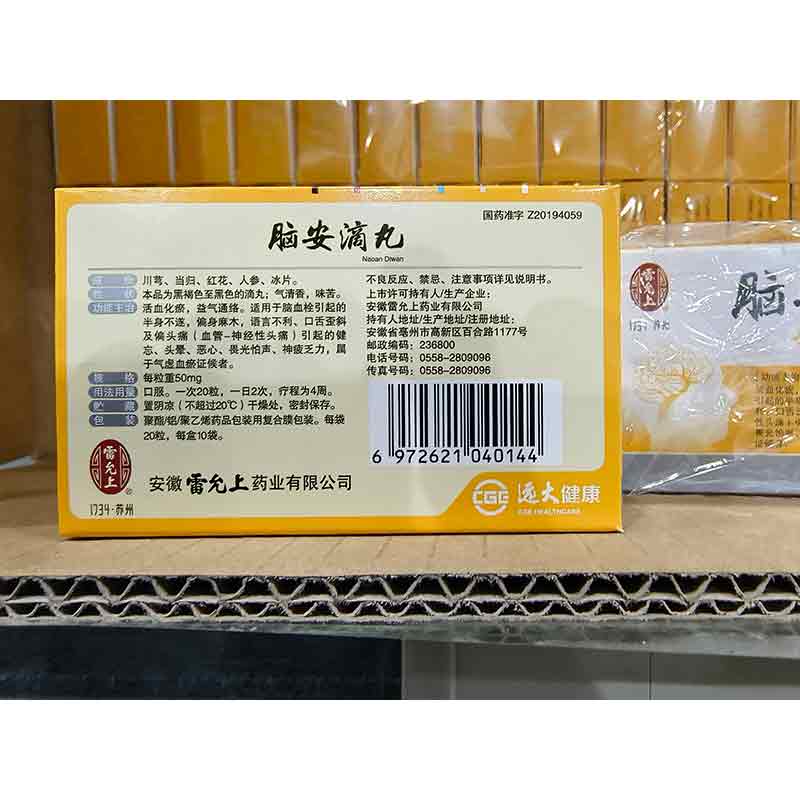 国药准字 Z20194059
脑安滴丸
Naoan Diwan
成份 川芎、当归、红花、人参、冰片。
性状 本品为黑褐色至黑色的滴丸；气清香，味苦。
功能主治 活血化瘀，益气通络。适用于脑血栓引起的
半身不遂，偏身麻木，语言不利、口舌歪斜
及偏头痛（血管-神经性头痛）引起的健
忘、头晕、恶心、畏光怕声、神疲乏力，属
于气虚血瘀证候者。
规格 每粒重50mg
用法用量 口服。一次20粒，一日2次，疗程为4周。
贮藏 置阴凉（不超过20℃）干燥处，密封保存。
包装 聚酯/铝/聚乙烯药品包装用复合膜包装。每袋
20粒，每盒10袋。
不良反应、禁忌、注意事项详见说明书。
上市许可持有人/生产企业：
安徽雷允上药业有限公司
持有人地址/生产地址/注册地址：
安徽省亳州市高新区百合路1177号
邮政编码：236800
电话号码：0558-2809096
传真号码：0558-2809096
6 972621 040144
雷允上®
1734·苏州
安徽 雷允上 药业有限公司
CGE 远大健康
CGE HEALTHCARE
雷允上
1734·苏州
脑